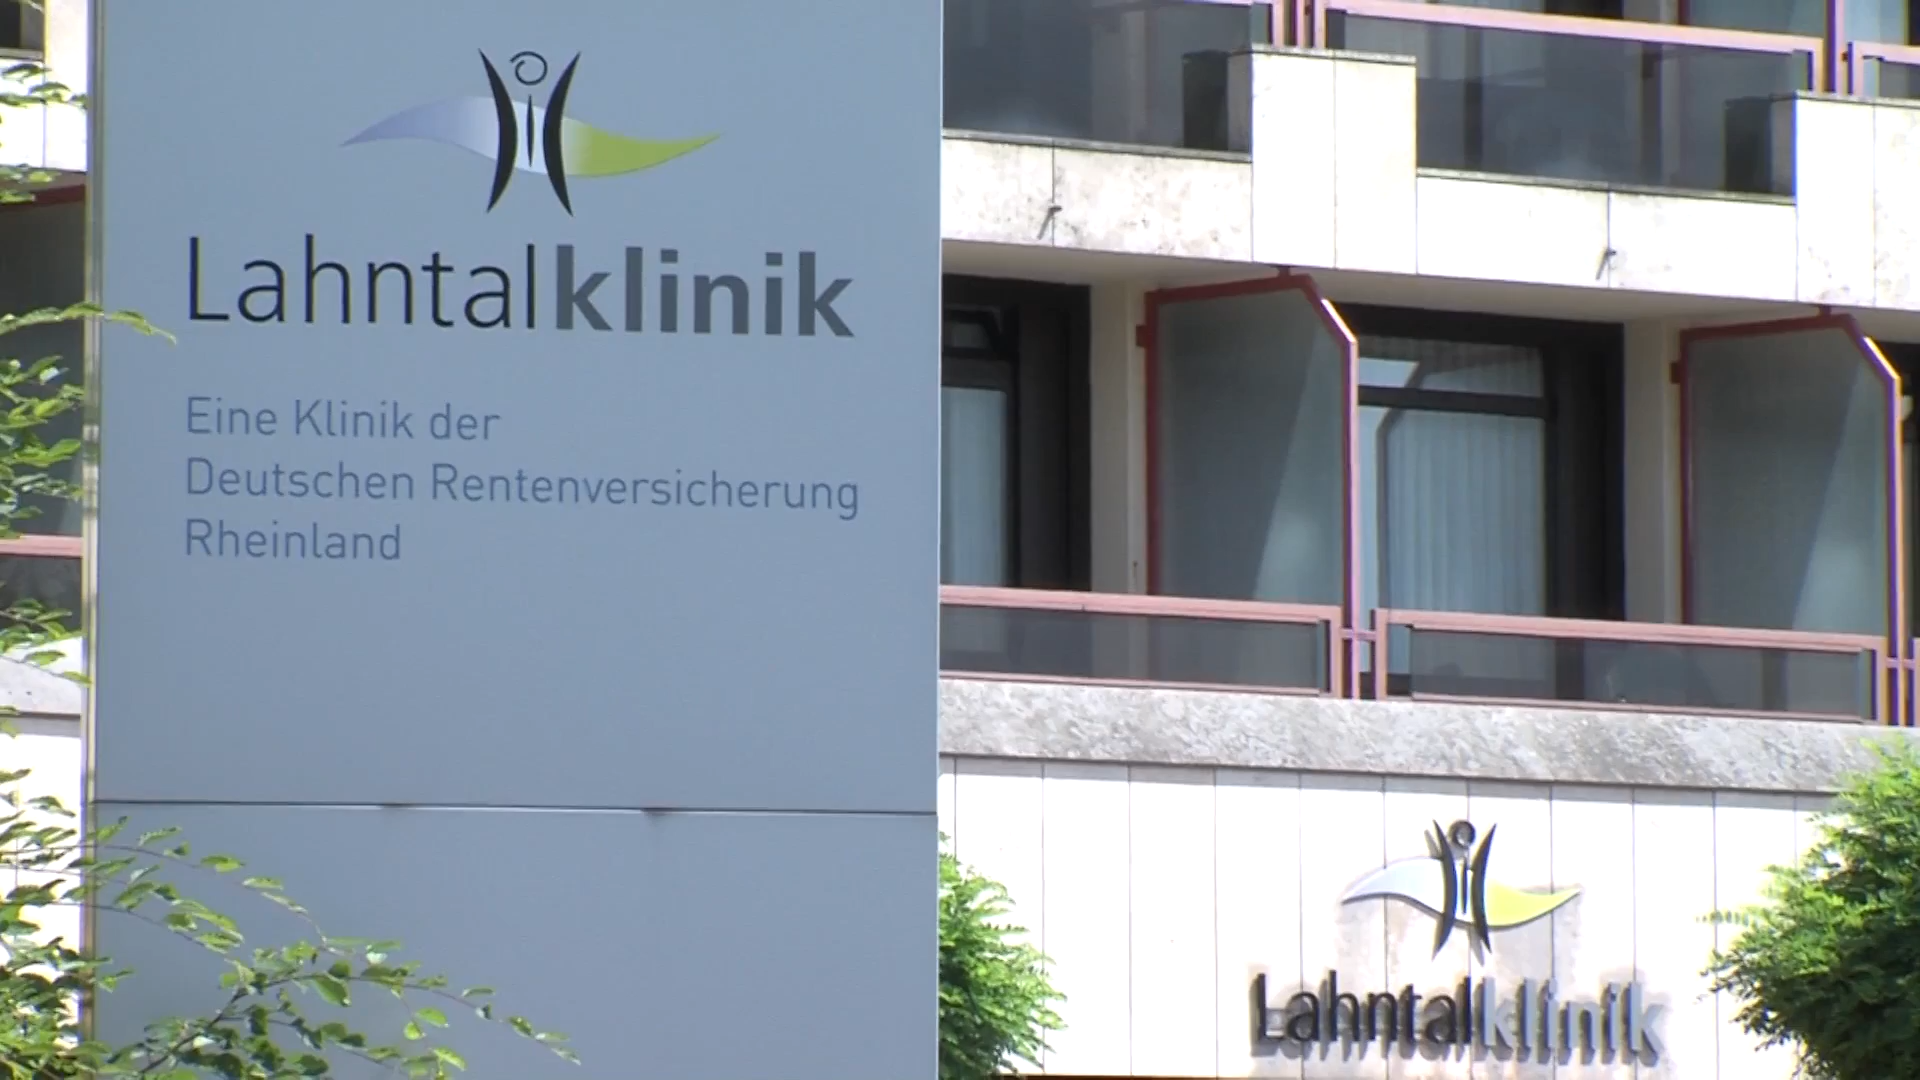 Lahntalklinik
Eine Klinik der
Deutschen Rentenversicherung
Rheinland
Lahntalklinik